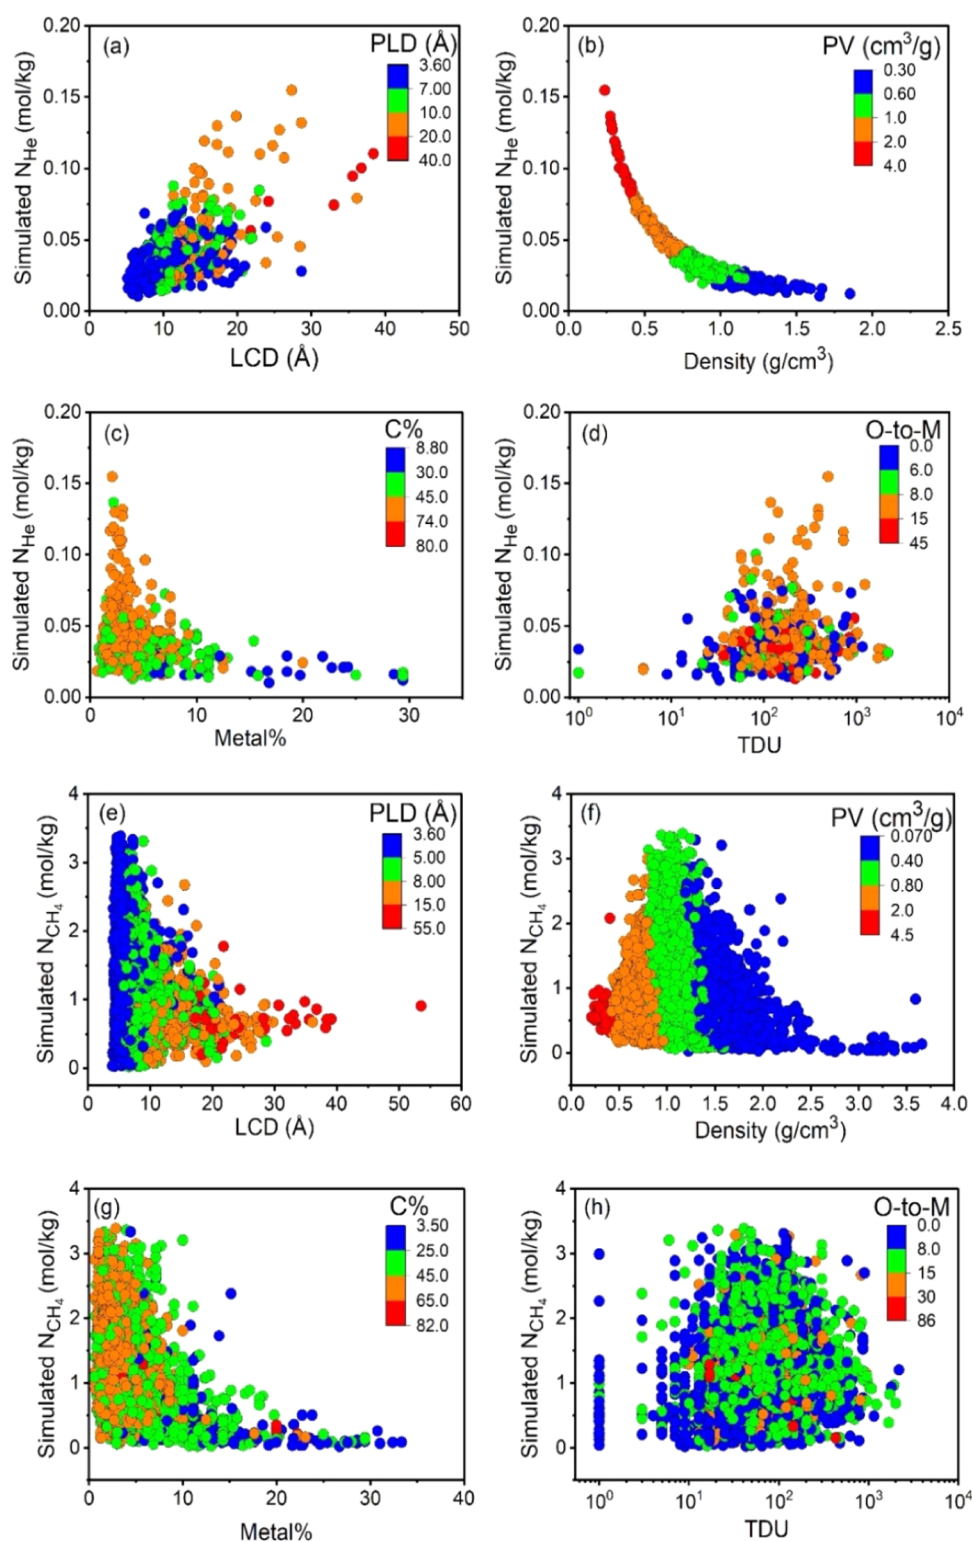 (a)
PLD (Å)
3.60
7.00
10.0
20.0
40.0
0.20
0.15
0.10
0.05
0.00
Simulated N_He (mol/kg)
0 10 20 30 40 50
LCD (Å)
(b)
PV (cm³/g)
0.30
0.60
1.0
2.0
4.0
0.20
0.15
0.10
0.05
0.00
Simulated N_He (mol/kg)
0.0 0.5 1.0 1.5 2.0 2.5
Density (g/cm³)
(c)
C%
8.80
30.0
45.0
74.0
80.0
0.20
0.15
0.10
0.05
0.00
Simulated N_He (mol/kg)
0 10 20 30
Metal%
(d)
O-to-M
0.0
6.0
8.0
15
45
0.20
0.15
0.10
0.05
0.00
Simulated N_He (mol/kg)
10⁰ 10¹ 10² 10³ 10⁴
TDU
(e)
PLD (Å)
3.60
5.00
8.00
15.0
55.0
4
3
2
1
0
Simulated N_CH₄ (mol/kg)
0 10 20 30 40 50 60
LCD (Å)
(f)
PV (cm³/g)
0.070
0.40
0.80
2.0
4.5
4
3
2
1
0
Simulated N_CH₄ (mol/kg)
0.0 0.5 1.0 1.5 2.0 2.5 3.0 3.5 4.0
Density (g/cm³)
(g)
C%
3.50
25.0
45.0
65.0
82.0
4
3
2
1
0
Simulated N_CH₄ (mol/kg)
0 10 20 30 40
Metal%
(h)
O-to-M
0.0
8.0
15
30
86
4
3
2
1
0
Simulated N_CH₄ (mol/kg)
10⁰ 10¹ 10² 10³ 10⁴
TDU